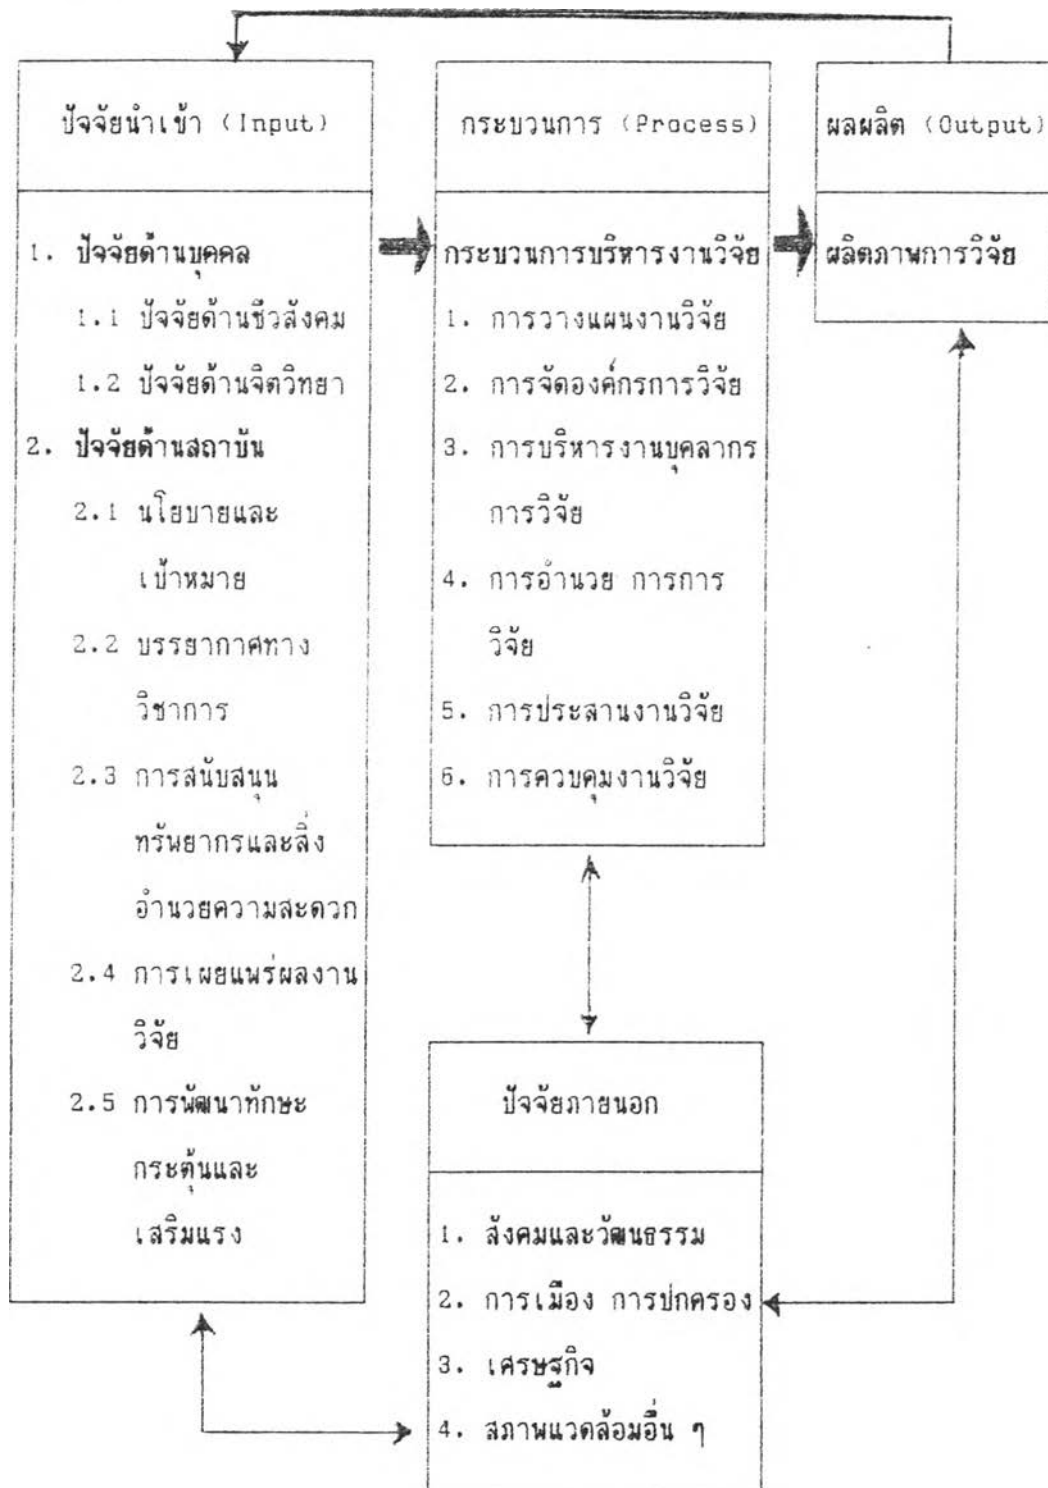 ปัจจัยนำเข้า (Input)
1. ปัจจัยด้านบุคคล
1.1 ปัจจัยด้านชีวสังคม
1.2 ปัจจัยด้านจิตวิทยา
2. ปัจจัยด้านสถาบัน
2.1 นโยบายและ
เป้าหมาย
2.2 บรรยากาศทาง
วิชาการ
2.3 การสนับสนุน
ทรัพยากรและสิ่ง
อำนวยความสะดวก
2.4 การเผยแพร่ผลงาน
วิจัย
2.5 การพัฒนาทักษะ
กระตุ้นและ
เสริมแรง
กระบวนการ (Process)
กระบวนการบริหารงานวิจัย
1. การวางแผนงานวิจัย
2. การจัดองค์กรการวิจัย
3. การบริหารงานบุคลากร
การวิจัย
4. การอำนวย การการ
วิจัย
5. การประสานงานวิจัย
6. การควบคุมงานวิจัย
ผลผลิต (Output)
ผลิตภาพการวิจัย
ปัจจัยภายนอก
1. สังคมและวัฒนธรรม
2. การเมือง การปกครอง
3. เศรษฐกิจ
4. สภาพแวดล้อมอื่น ๆ